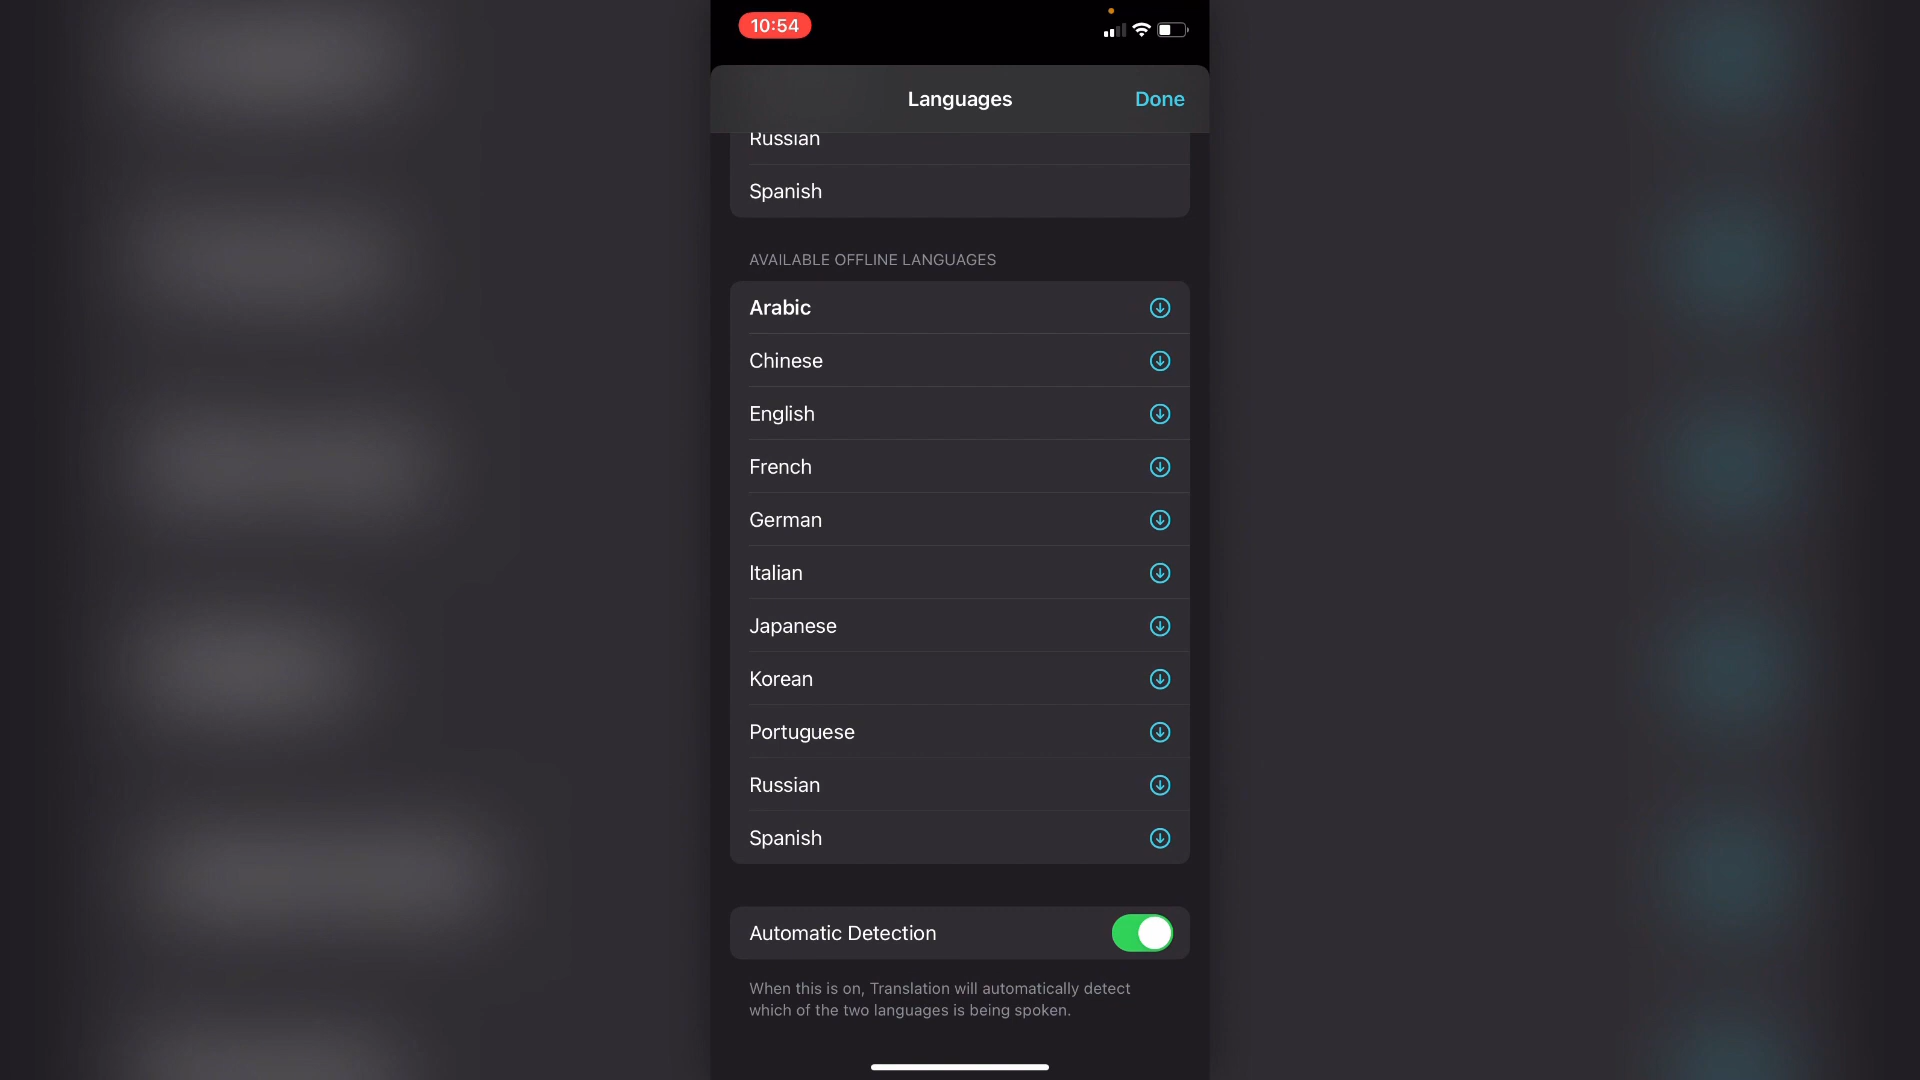 10:54
Languages
Done
Russian
Spanish
AVAILABLE OFFLINE LANGUAGES
Arabic
Chinese
English
French
German
Italian
Japanese
Korean
Portuguese
Russian
Spanish
Automatic Detection
When this is on, Translation will automatically detect
which of the two languages is being spoken.